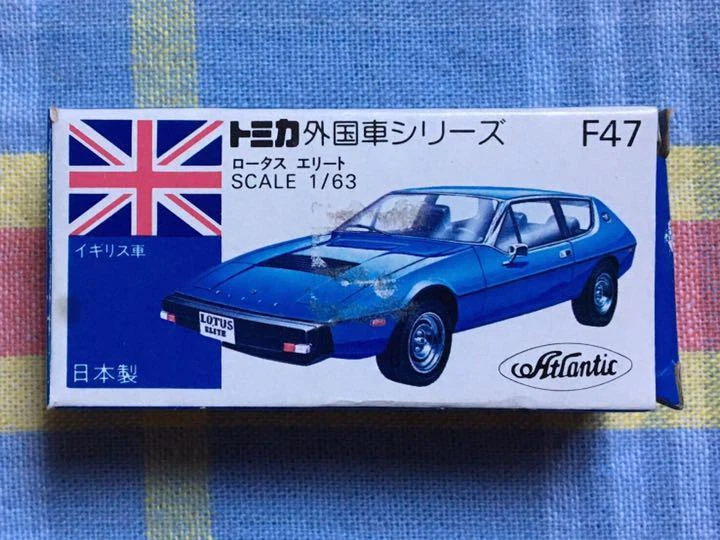 トミカ外国車シリーズ F47
ロータス エリート
SCALE 1/63
イギリス車
LOTUS
ELITE
日本製
Atlantic